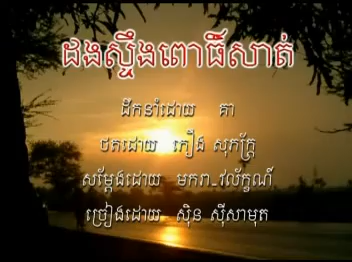 ដងស្ទឹងពោធិ៍សាត់
ដឹកនាំដោយ គា
ថតដោយ ភឿង សុភក្ត្រ
សម្តែងដោយ មករា_វល័ក្ខណ៍
ច្រៀងដោយ ស៊ិន ស៊ីសាមុត